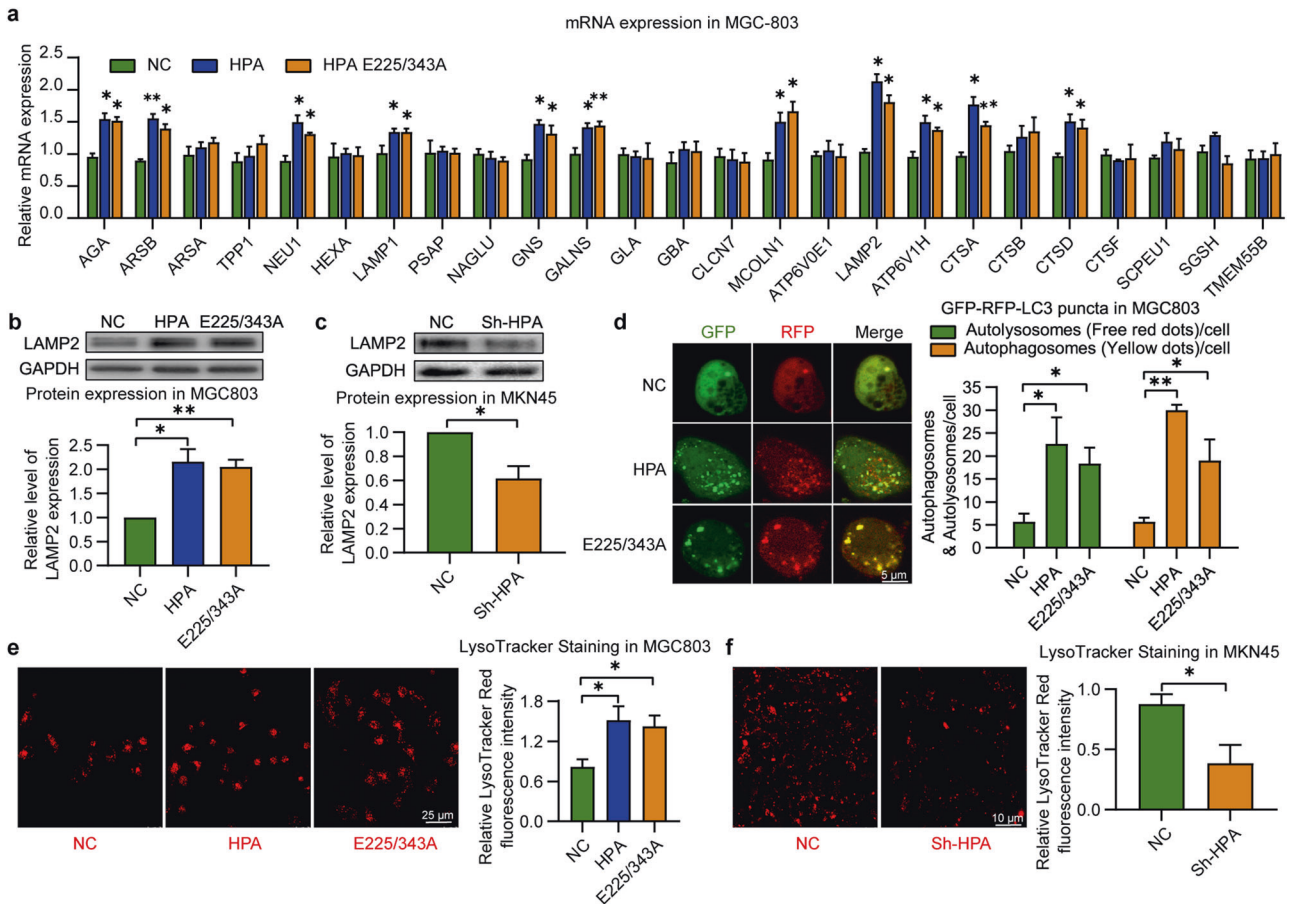 a
mRNA expression in MGC-803
NC HPA HPA E225/343A
Relative mRNA expression
2.5
2.0
1.5
1.0
0.5
0.0
* * ** * * * * * * * * ** * * * * * * * ** * *
AGA ARSB ARSA TPP1 NEU1 HEXA LAMP1 PSAP NAGLU GNS GALNS GLA GBA CLCN7 MCOLN1 ATP6V0E1 LAMP2 ATP6V1H CTSA CTSB CTSD CTSF SCPEU1 SGSH TMEM55B
b
NC HPA E225/343A
LAMP2
GAPDH
Protein expression in MGC803
Relative level of
LAMP2 expression
2.5
2.0
1.5
1.0
0.5
0.0
**
*
NC HPA E225/343A
c
NC Sh-HPA
LAMP2
GAPDH
Protein expression in MKN45
Relative level of
LAMP2 expression
1.0
0.8
0.6
0.4
0.2
0.0
*
NC Sh-HPA
d
GFP RFP Merge
NC
HPA
E225/343A
5 μm
GFP-RFP-LC3 puncta in MGC803
Autolysosomes (Free red dots)/cell
Autophagosomes (Yellow dots)/cell
Autophagosomes
& Autolysosomes/cell
35
30
25
20
15
10
5
0
* *
* **
NC HPA E225/343A NC HPA E225/343A
e
25 μm
NC HPA E225/343A
LysoTracker Staining in MGC803
Relative LysoTracker Red
fluorescence intensity
1.8
1.2
0.6
0.0
*
*
NC HPA E225/343A
f
10 μm
NC Sh-HPA
LysoTracker Staining in MKN45
Relative LysoTracker Red
fluorescence intensity
1.0
0.5
0.0
*
NC Sh-HPA